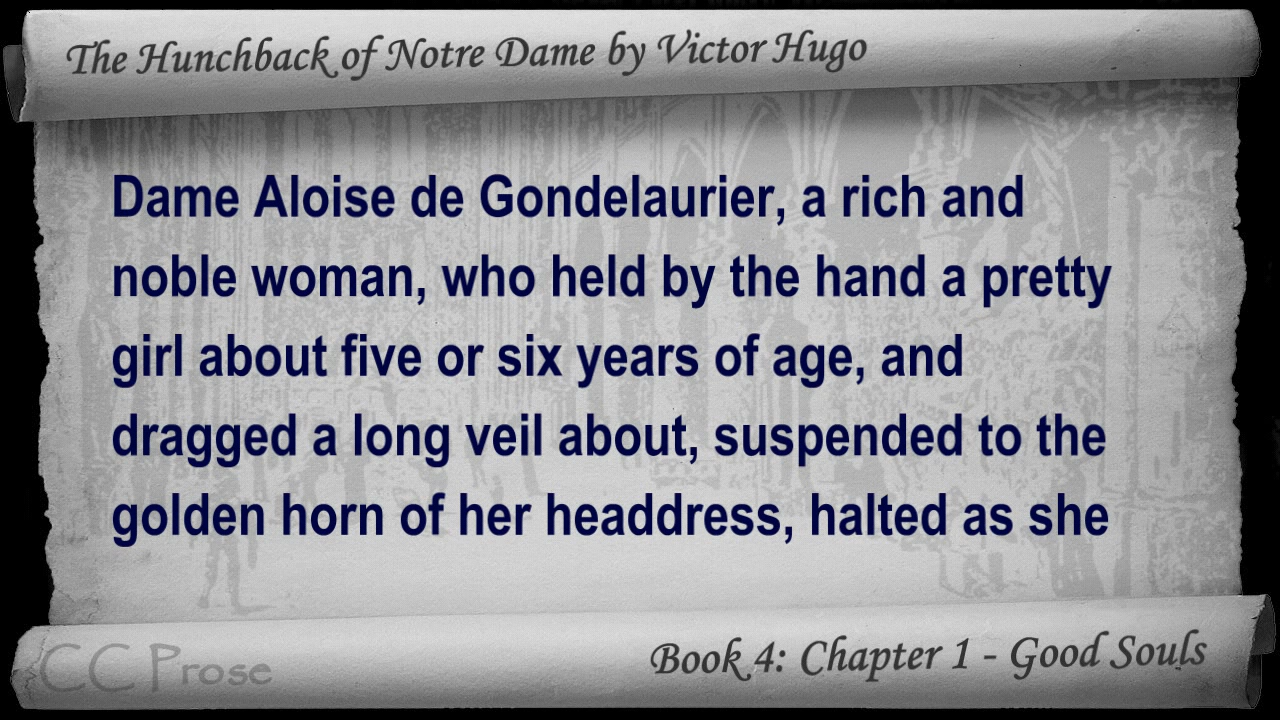 The Hunchback of Notre Dame by Victor Hugo
Dame Aloise de Gondelaurier, a rich and
noble woman, who held by the hand a pretty
girl about five or six years of age, and
dragged a long veil about, suspended to the
golden horn of her headdress, halted as she
CC Prose
Book 4: Chapter 1 - Good Souls